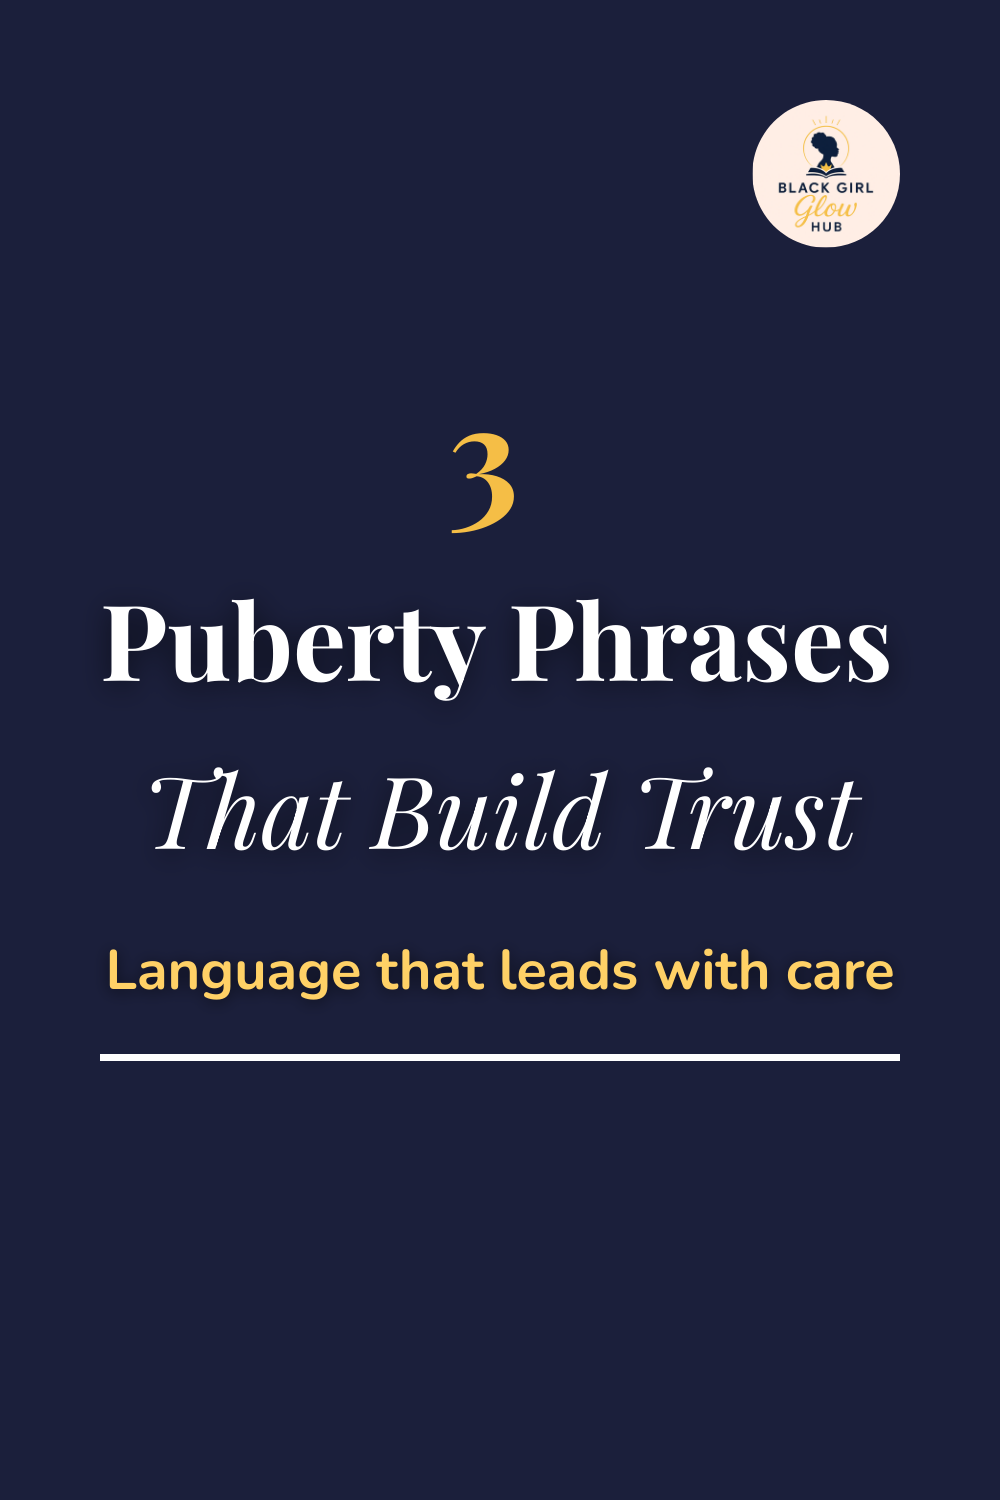 BLACK GIRL
Glow
HUB
3
Puberty Phrases
That Build Trust
Language that leads with care